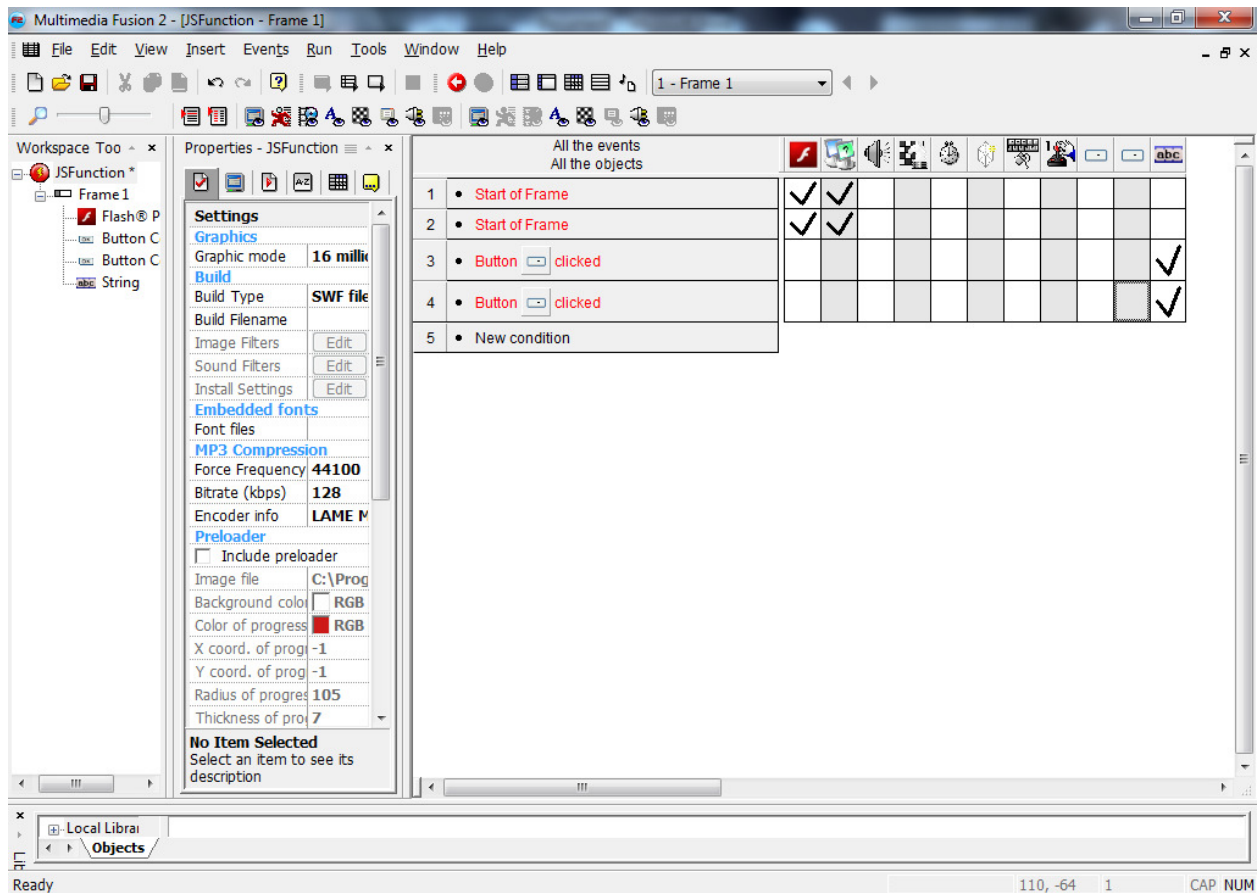 Multimedia Fusion 2 - [JSFunction - Frame 1]
File Edit View Insert Events Run Tools Window Help
1 - Frame 1
Workspace Too
JSFunction *
Frame 1
Flash® P
Button C
Button C
String
Properties - JSFunction
Settings
Graphics
Graphic mode 16 millio
Build
Build Type SWF file
Build Filename
Image Filters Edit
Sound Filters Edit
Install Settings Edit
Embedded fonts
Font files
MP3 Compression
Force Frequency 44100
Bitrate (kbps) 128
Encoder info LAME M
Preloader
Include preloader
Image file C:\Prog
Background color RGB
Color of progress RGB
X coord. of progr -1
Y coord. of prog -1
Radius of progres 105
Thickness of prog 7
No Item Selected
Select an item to see its
description
All the events
All the objects
abc
1 • Start of Frame
2 • Start of Frame
3 • Button clicked
4 • Button clicked
5 • New condition
Local Librar
Objects
Ready 110, -64 1 CAP NUM